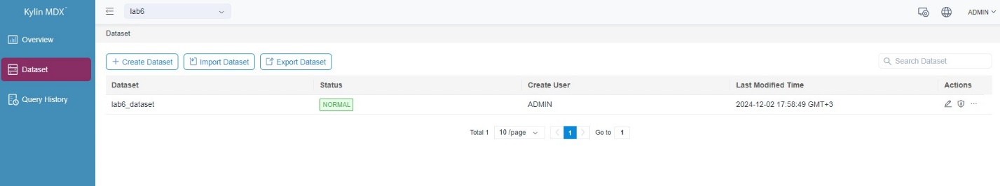 Kylin MDX
lab6
ADMIN
Overview
Dataset
Query History
Dataset
+ Create Dataset
Import Dataset
Export Dataset
Search Dataset
Dataset Status Create User Last Modified Time Actions
lab6_dataset NORMAL ADMIN 2024-12-02 17:58:49 GMT+3 ...
Total 1 10 /page < 1 > Go to 1